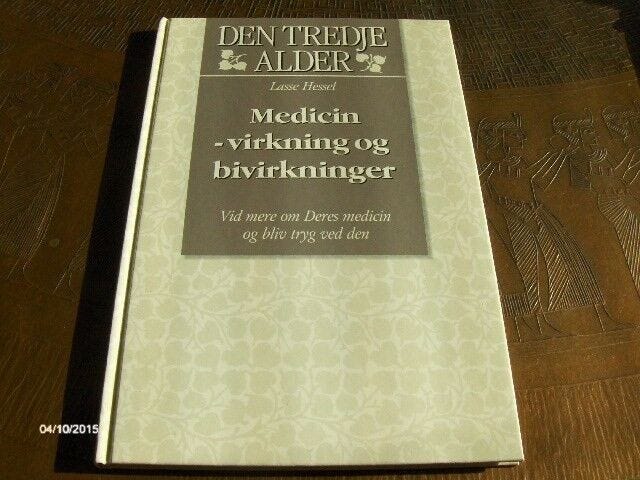 DEN TREDJE
ALDER
Lasse Hessel
Medicin
- virkning og
bivirkninger
Vid mere om Deres medicin
og bliv tryg ved den
04/10/2015